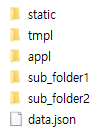 static
tmpl
appl
sub_folder1
sub_folder2
data.json